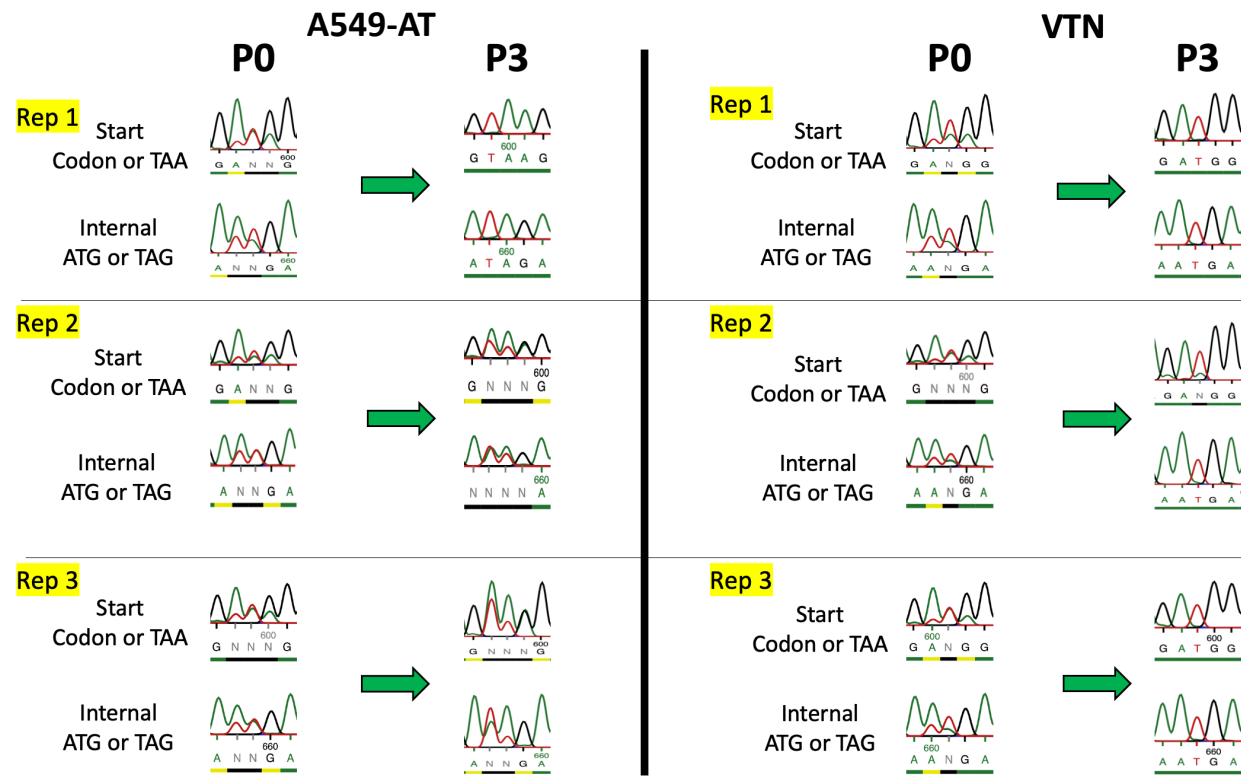 A549-AT
VTN
P0
P3
P0
P3
Rep 1
Start
Codon or TAA
G A N N G
600
G T A A G
600
Internal
ATG or TAG
A N N G A
660
A T A G A
660
Rep 1
Start
Codon or TAA
G A N G G
G A T G G
Internal
ATG or TAG
A A N G A
A A T G A
Rep 2
Start
Codon or TAA
G A N N G
600
G N N N G
Internal
ATG or TAG
A N N G A
660
N N N N A
Rep 2
Start
Codon or TAA
600
G N N N G
G A N G G
Internal
ATG or TAG
660
A A N G A
A A T G A
Rep 3
Start
Codon or TAA
600
G N N N G
600
G N N N G
Internal
ATG or TAG
660
A N N G A
660
A N N G A
Rep 3
Start
Codon or TAA
600
G A N G G
600
G A T G G
Internal
ATG or TAG
660
A A N G A
660
A A T G A